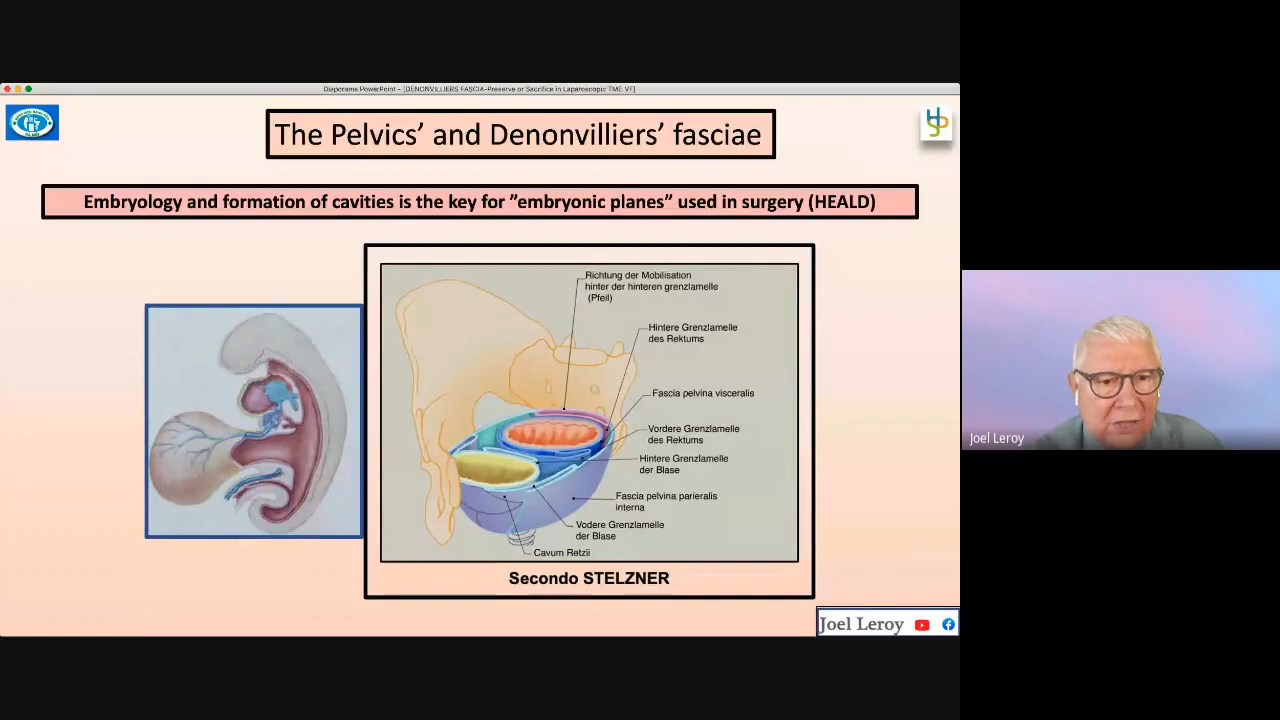 Diaporama PowerPoint - [DENONVILLIERS FASCIA-Preserve or Sacrifice in Laparoscopic TME VF]
The Pelvics’ and Denonvilliers’ fasciae
Embryology and formation of cavities is the key for ”embryonic planes” used in surgery (HEALD)
Richtung der Mobilisation
hinter der hinteren grenzlamelle
(Pfeil)
Hintere Grenzlamelle
des Rektums
Fascia pelvina visceralis
Vordere Grenzlamelle
des Rektums
Hintere Grenzlamelle
der Blase
Fascia pelvina parieralis
interna
Vodere Grenzlamelle
der Blase
Cavum Retzii
Secondo STELZNER
Joel Leroy
Joel Leroy